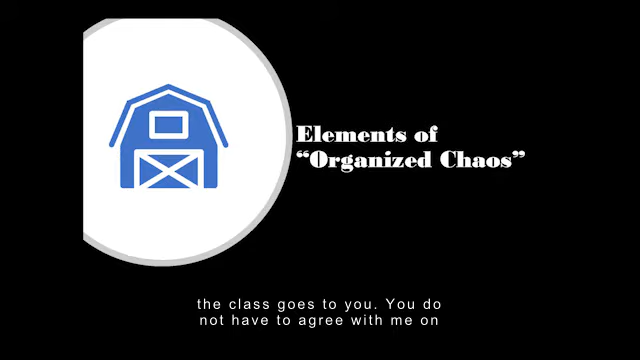 Elements of
“Organized Chaos”
the class goes to you. You do
not have to agree with me on